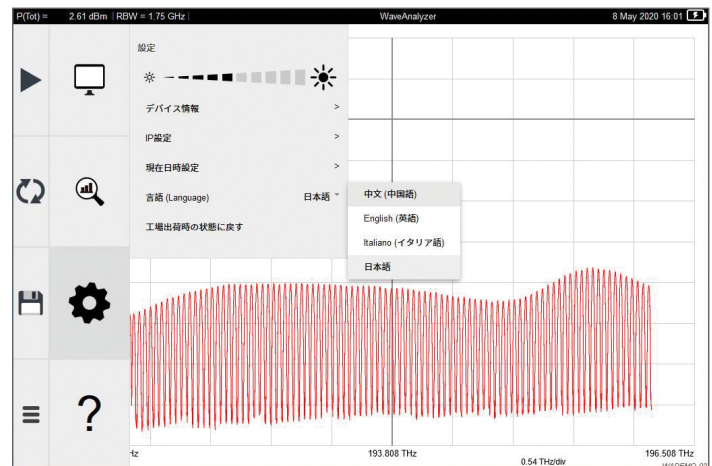 P(Tot) = 2.61 dBm | RBW = 1.75 GHz | WaveAnalyzer 8 May 2020 16:01
設定
デバイス情報 >
IP設定 >
現在日時設定 >
言語 (Language) 日本語
工場出荷時の状態に戻す
中文 (中国語)
English (英語)
Italiano (イタリア語)
日本語
?
Hz 193.808 THz 196.508 THz
0.54 THz/div